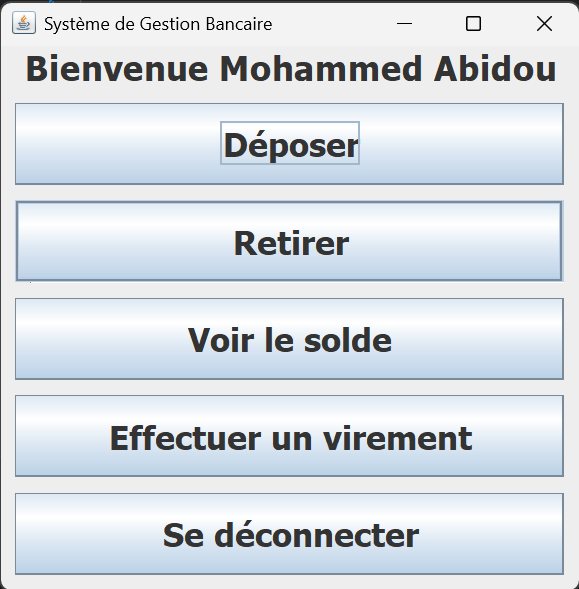 Système de Gestion Bancaire
Bienvenue Mohammed Abidou
Déposer
Retirer
Voir le solde
Effectuer un virement
Se déconnecter